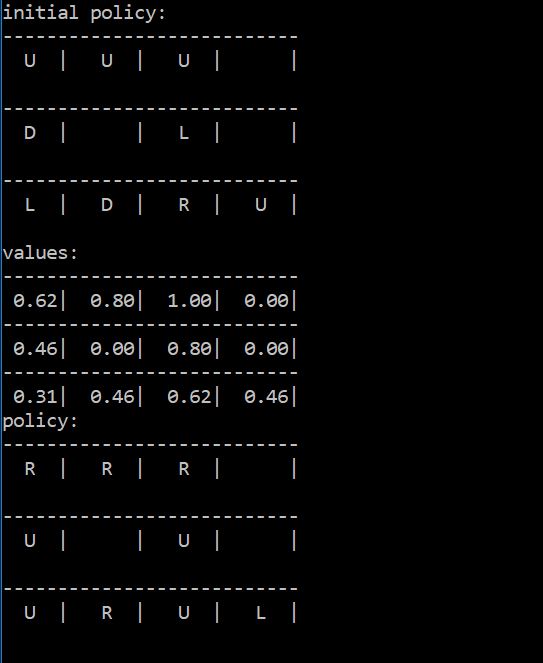 initial policy:
---------------------------
  U  |   U  |   U  |      |
---------------------------
  D  |      |   L  |      |
---------------------------
  L  |   D  |   R  |   U  |
values:
---------------------------
 0.62|  0.80|  1.00|  0.00|
---------------------------
 0.46|  0.00|  0.80|  0.00|
---------------------------
 0.31|  0.46|  0.62|  0.46|
policy:
---------------------------
  R  |   R  |   R  |      |
---------------------------
  U  |      |   U  |      |
---------------------------
  U  |   R  |   U  |   L  |